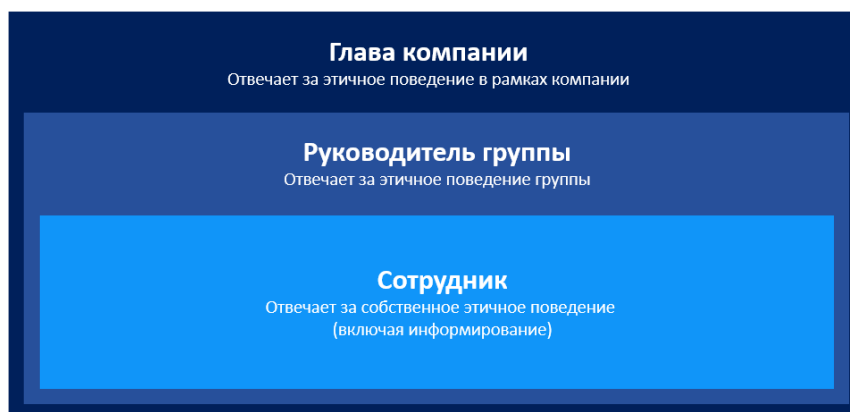 Глава компании
Отвечает за этичное поведение в рамках компании
Руководитель группы
Отвечает за этичное поведение группы
Сотрудник
Отвечает за собственное этичное поведение
(включая информирование)